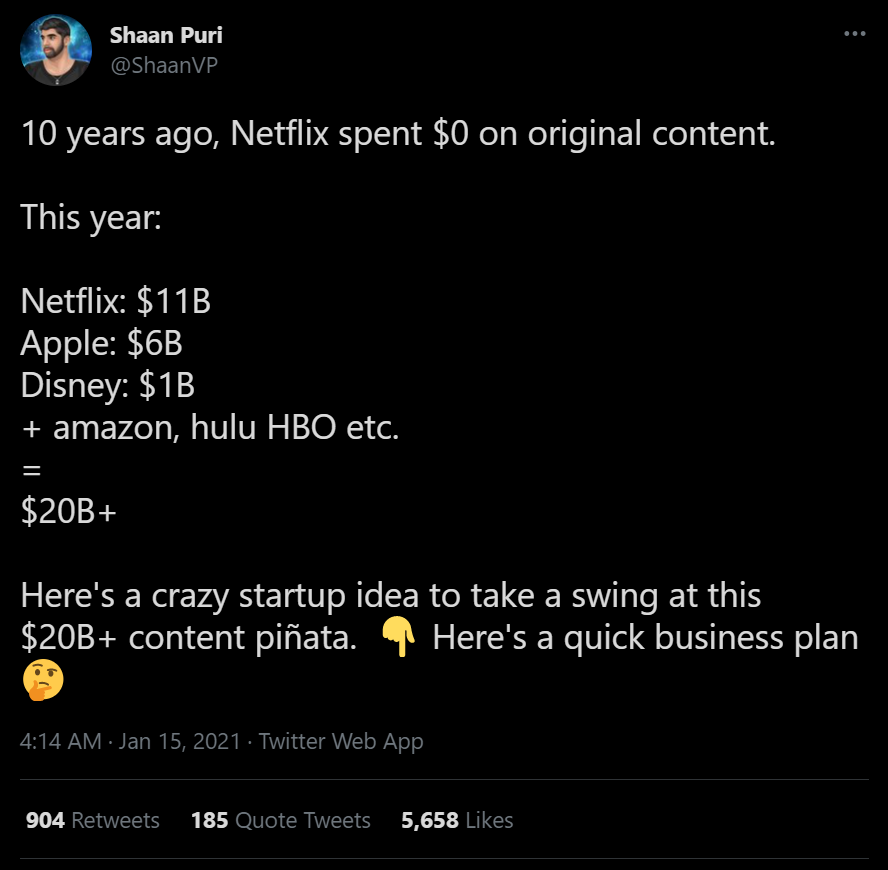 Shaan Puri
@ShaanVP
10 years ago, Netflix spent $0 on original content.
This year:
Netflix: $11B
Apple: $6B
Disney: $1B
+ amazon, hulu HBO etc.
=
$20B+
Here's a crazy startup idea to take a swing at this
$20B+ content piñata. 👇 Here's a quick business plan
🤔
4:14 AM · Jan 15, 2021 · Twitter Web App
904 Retweets 185 Quote Tweets 5,658 Likes